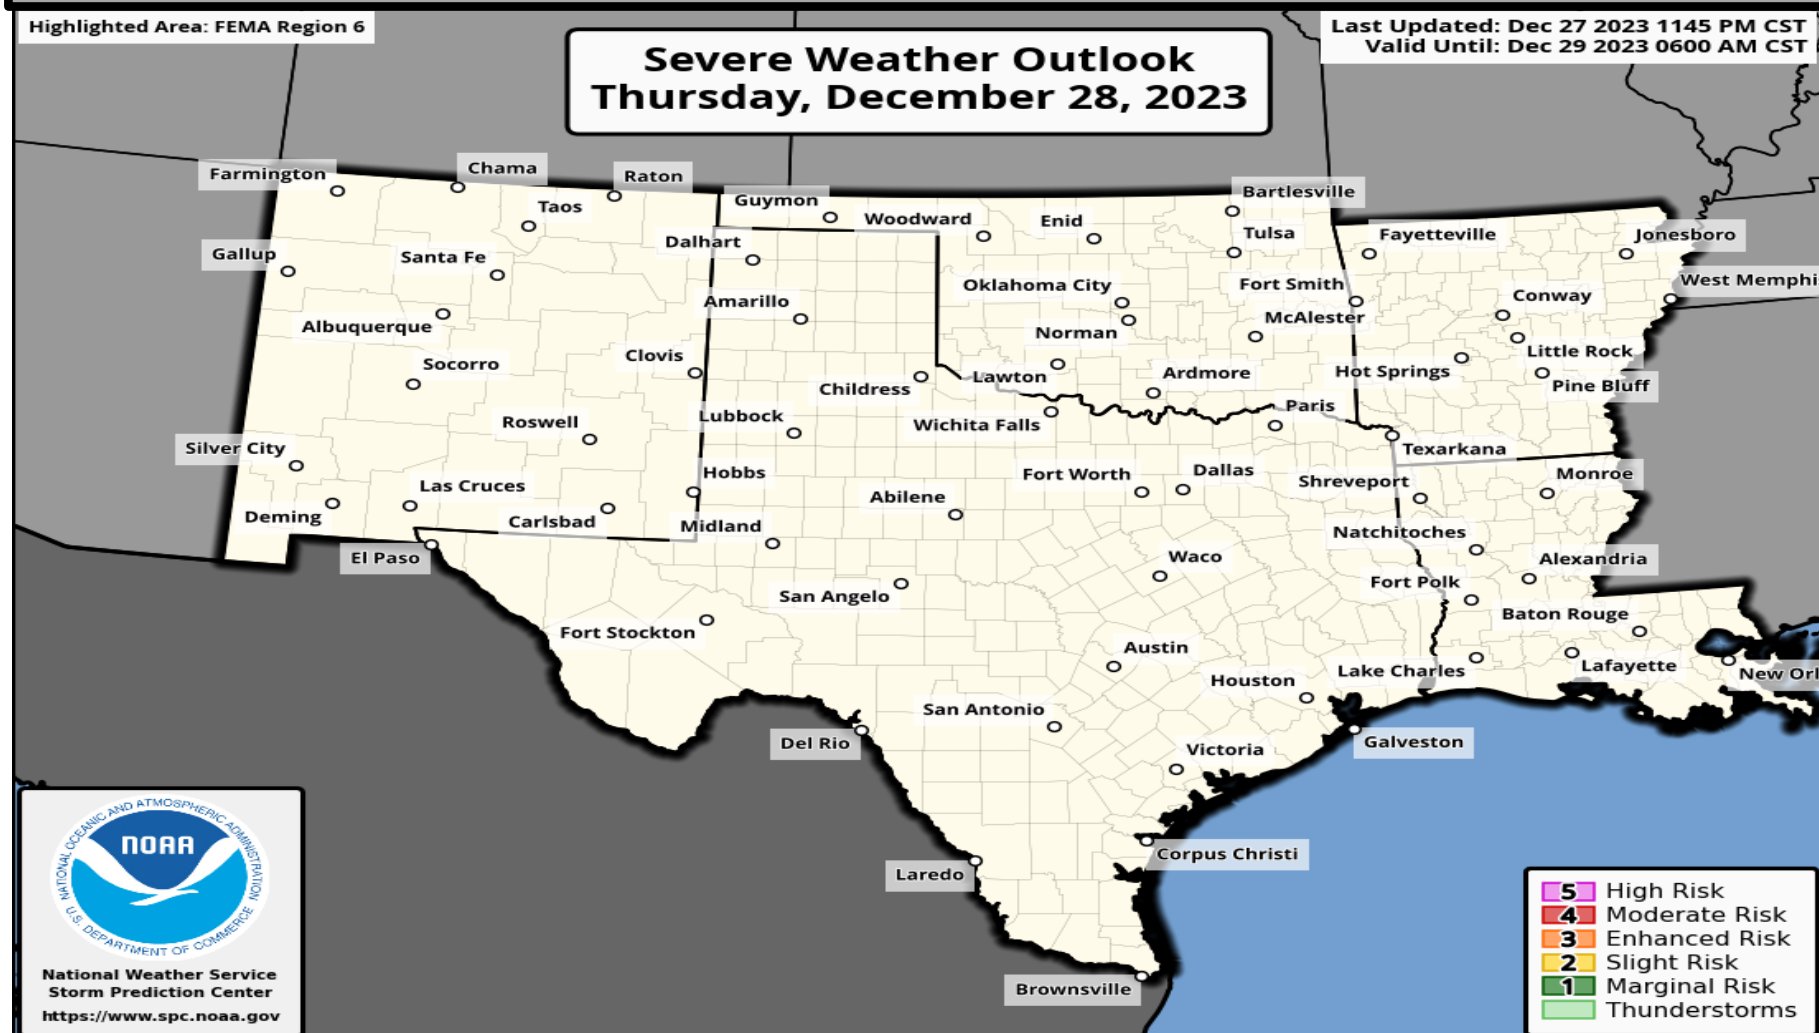 Highlighted Area: FEMA Region 6
Severe Weather Outlook
Thursday, December 28, 2023
Last Updated: Dec 27 2023 1145 PM CST
Valid Until: Dec 29 2023 0600 AM CST
Farmington
Chama
Raton
Taos
Guymon
Woodward
Enid
Bartlesville
Tulsa
Fayetteville
Jonesboro
Gallup
Santa Fe
Dalhart
Oklahoma City
Fort Smith
Conway
West Memphi
Albuquerque
Amarillo
Norman
McAlester
Little Rock
Socorro
Clovis
Childress
Lawton
Ardmore
Hot Springs
Pine Bluff
Roswell
Lubbock
Wichita Falls
Paris
Texarkana
Silver City
Las Cruces
Hobbs
Abilene
Fort Worth
Dallas
Shreveport
Monroe
Deming
Carlsbad
Midland
Natchitoches
El Paso
San Angelo
Waco
Fort Polk
Alexandria
Fort Stockton
Austin
Baton Rouge
Houston
Lake Charles
Lafayette
New Orl
San Antonio
Del Rio
Victoria
Galveston
Laredo
Corpus Christi
Brownsville
NATIONAL OCEANIC AND ATMOSPHERIC ADMINISTRATION
NOAA
U.S. DEPARTMENT OF COMMERCE
National Weather Service
Storm Prediction Center
https://www.spc.noaa.gov
5 High Risk
4 Moderate Risk
3 Enhanced Risk
2 Slight Risk
1 Marginal Risk
Thunderstorms